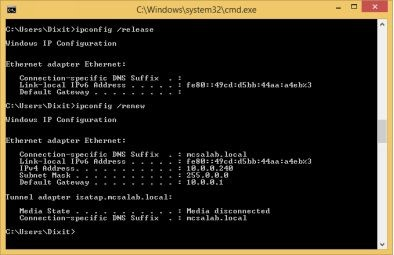 C:\Windows\system32\cmd.exe
C:\Users\Dixit>ipconfig /release
Windows IP Configuration
Ethernet adapter Ethernet:
Connection-specific DNS Suffix . :
Link-local IPv6 Address . . . . . : fe80::49cd:d5bb:44aa:a4eb%3
Default Gateway . . . . . . . . . :
C:\Users\Dixit>ipconfig /renew
Windows IP Configuration
Ethernet adapter Ethernet:
Connection-specific DNS Suffix . : mcsalab.local
Link-local IPv6 Address . . . . . : fe80::49cd:d5bb:44aa:a4eb%3
IPv4 Address. . . . . . . . . . . : 10.0.0.240
Subnet Mask . . . . . . . . . . . : 255.0.0.0
Default Gateway . . . . . . . . . : 10.0.0.1
Tunnel adapter isatap.mcsalab.local:
Media State . . . . . . . . . . . : Media disconnected
Connection-specific DNS Suffix . : mcsalab.local
C:\Users\Dixit>